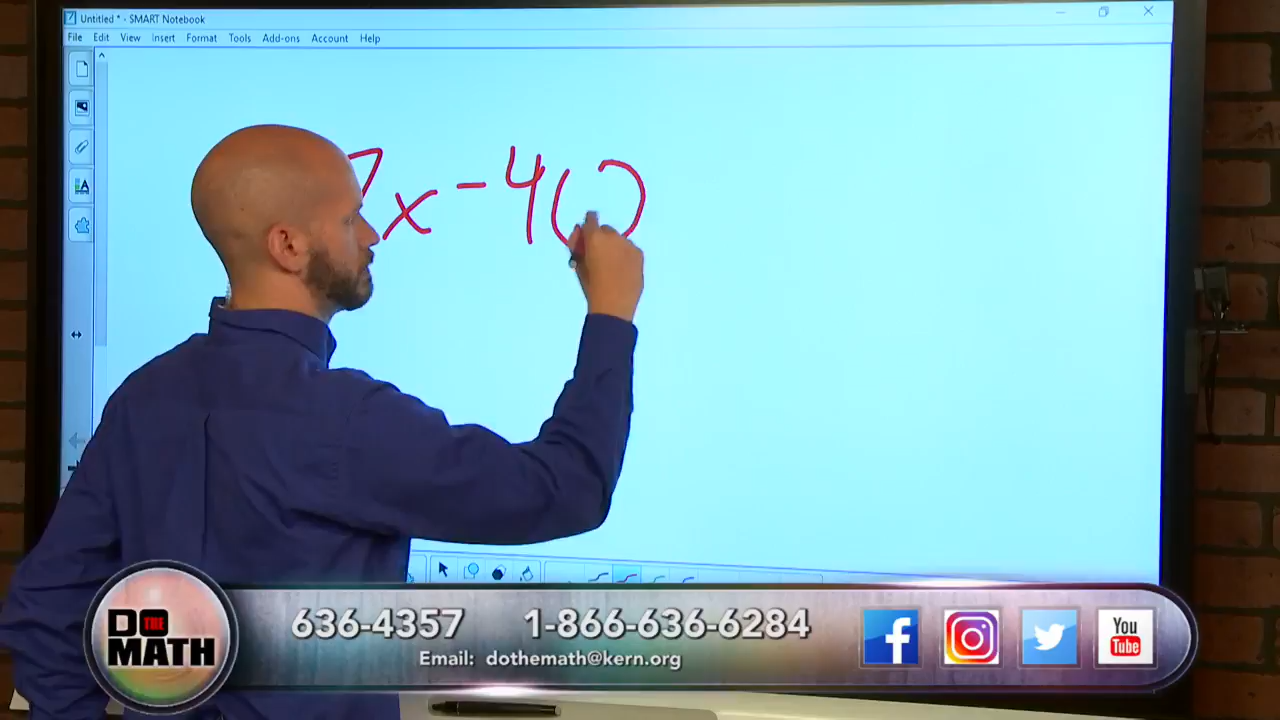 Untitled * - SMART Notebook
File Edit View Insert Format Tools Add-ons Account Help
7x - 4(
636-4357 1-866-636-6284
Email: dothemath@kern.org
DO THE MATH
You Tube